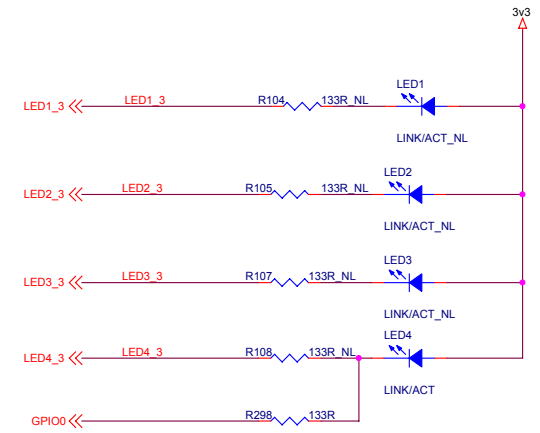 3v3
LED1
LED1_3 LED1_3 R104 133R_NL
LINK/ACT_NL
LED2
LED2_3 LED2_3 R105 133R_NL
LINK/ACT_NL
LED3
LED3_3 LED3_3 R107 133R_NL
LINK/ACT_NL
LED4
LED4_3 LED4_3 R108 133R_NL
LINK/ACT
GPIO0 R298 133R